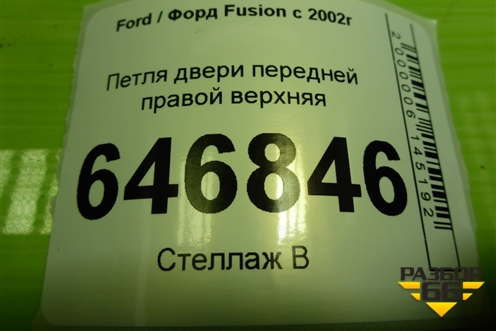 Ford / Форд Fusion с 2002г
Петля двери передней
правой верхняя
646846
Стеллаж В
2000006145192
РАЗБОР
66